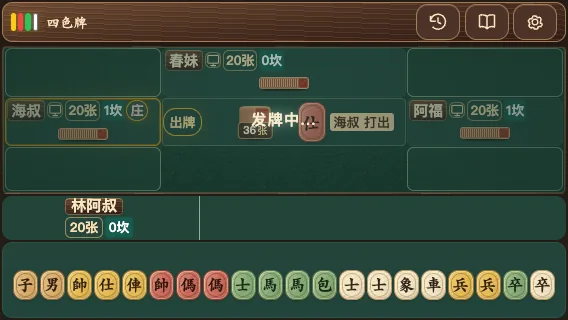 四色牌
春妹 20张 0坎
海叔 20张 1坎 庄
出牌
36张
发牌中...
仕
海叔 打出
阿福 20张 1坎
林阿叔
20张 0坎
子 男 帥 仕 俥 帥 傌 傌 士 馬 馬 包 士 士 象 車 兵 兵 卒 卒